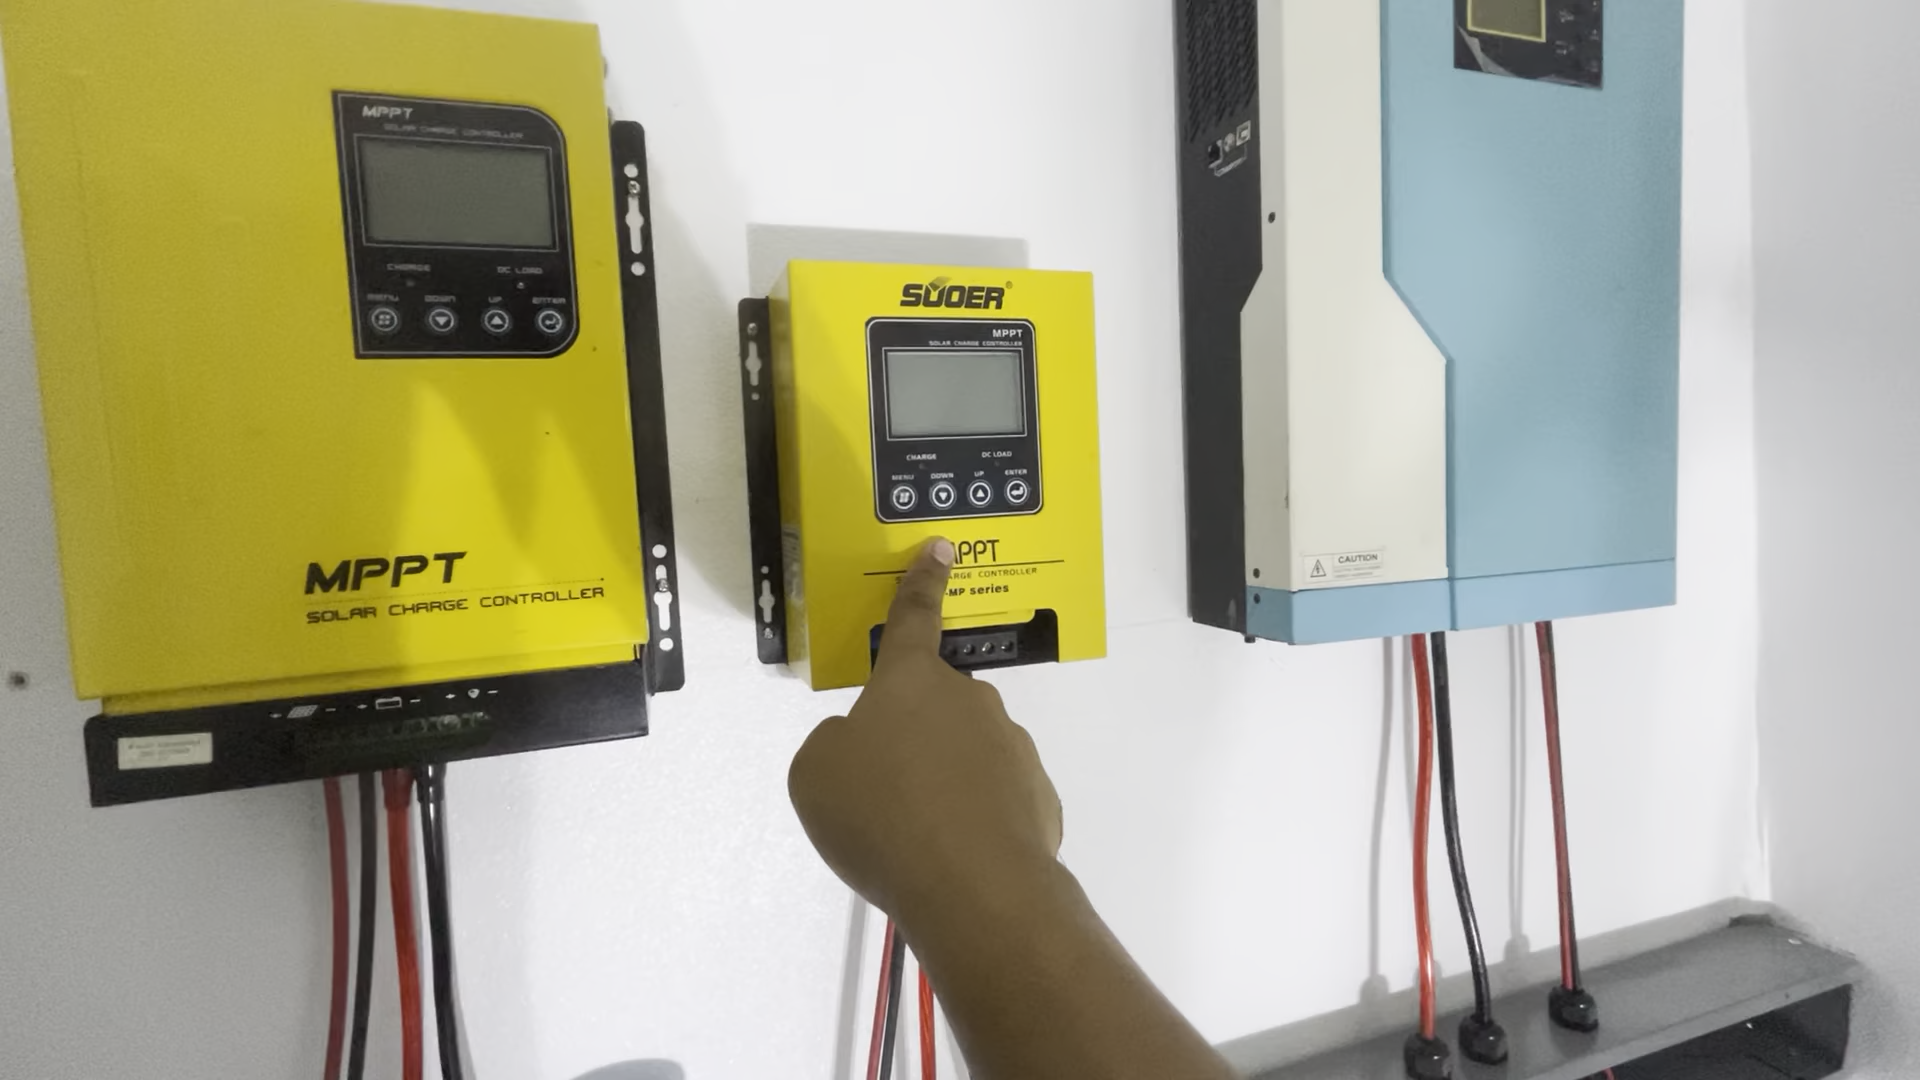 MPPT
SOLAR CHARGE CONTROLLER
CHARGE DC LOAD
MENU DOWN UP ENTER
MPPT
SOLAR CHARGE CONTROLLER
SUOER®
MPPT
SOLAR CHARGE CONTROLLER
CHARGE DC LOAD
MENU DOWN UP ENTER
PPT
ARGE CONTROLLER
-MP series
CAUTION